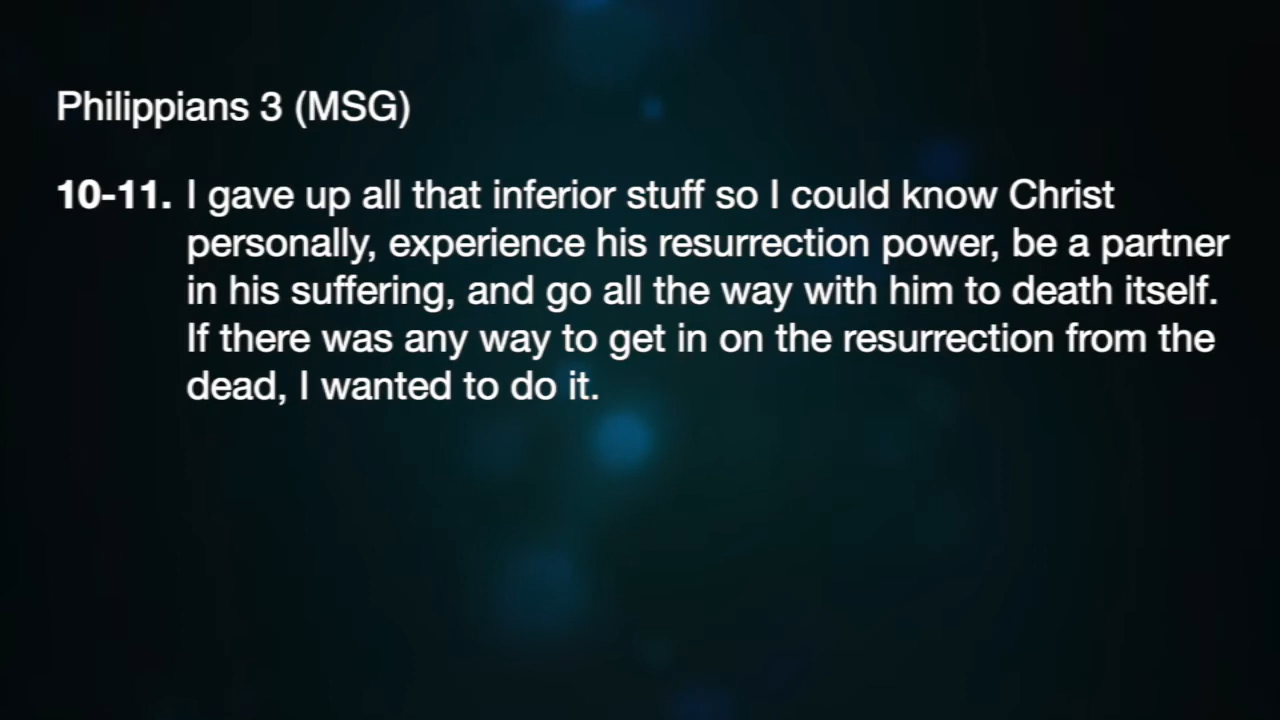 Philippians 3 (MSG)
10-11. I gave up all that inferior stuff so I could know Christ
personally, experience his resurrection power, be a partner
in his suffering, and go all the way with him to death itself.
If there was any way to get in on the resurrection from the
dead, I wanted to do it.